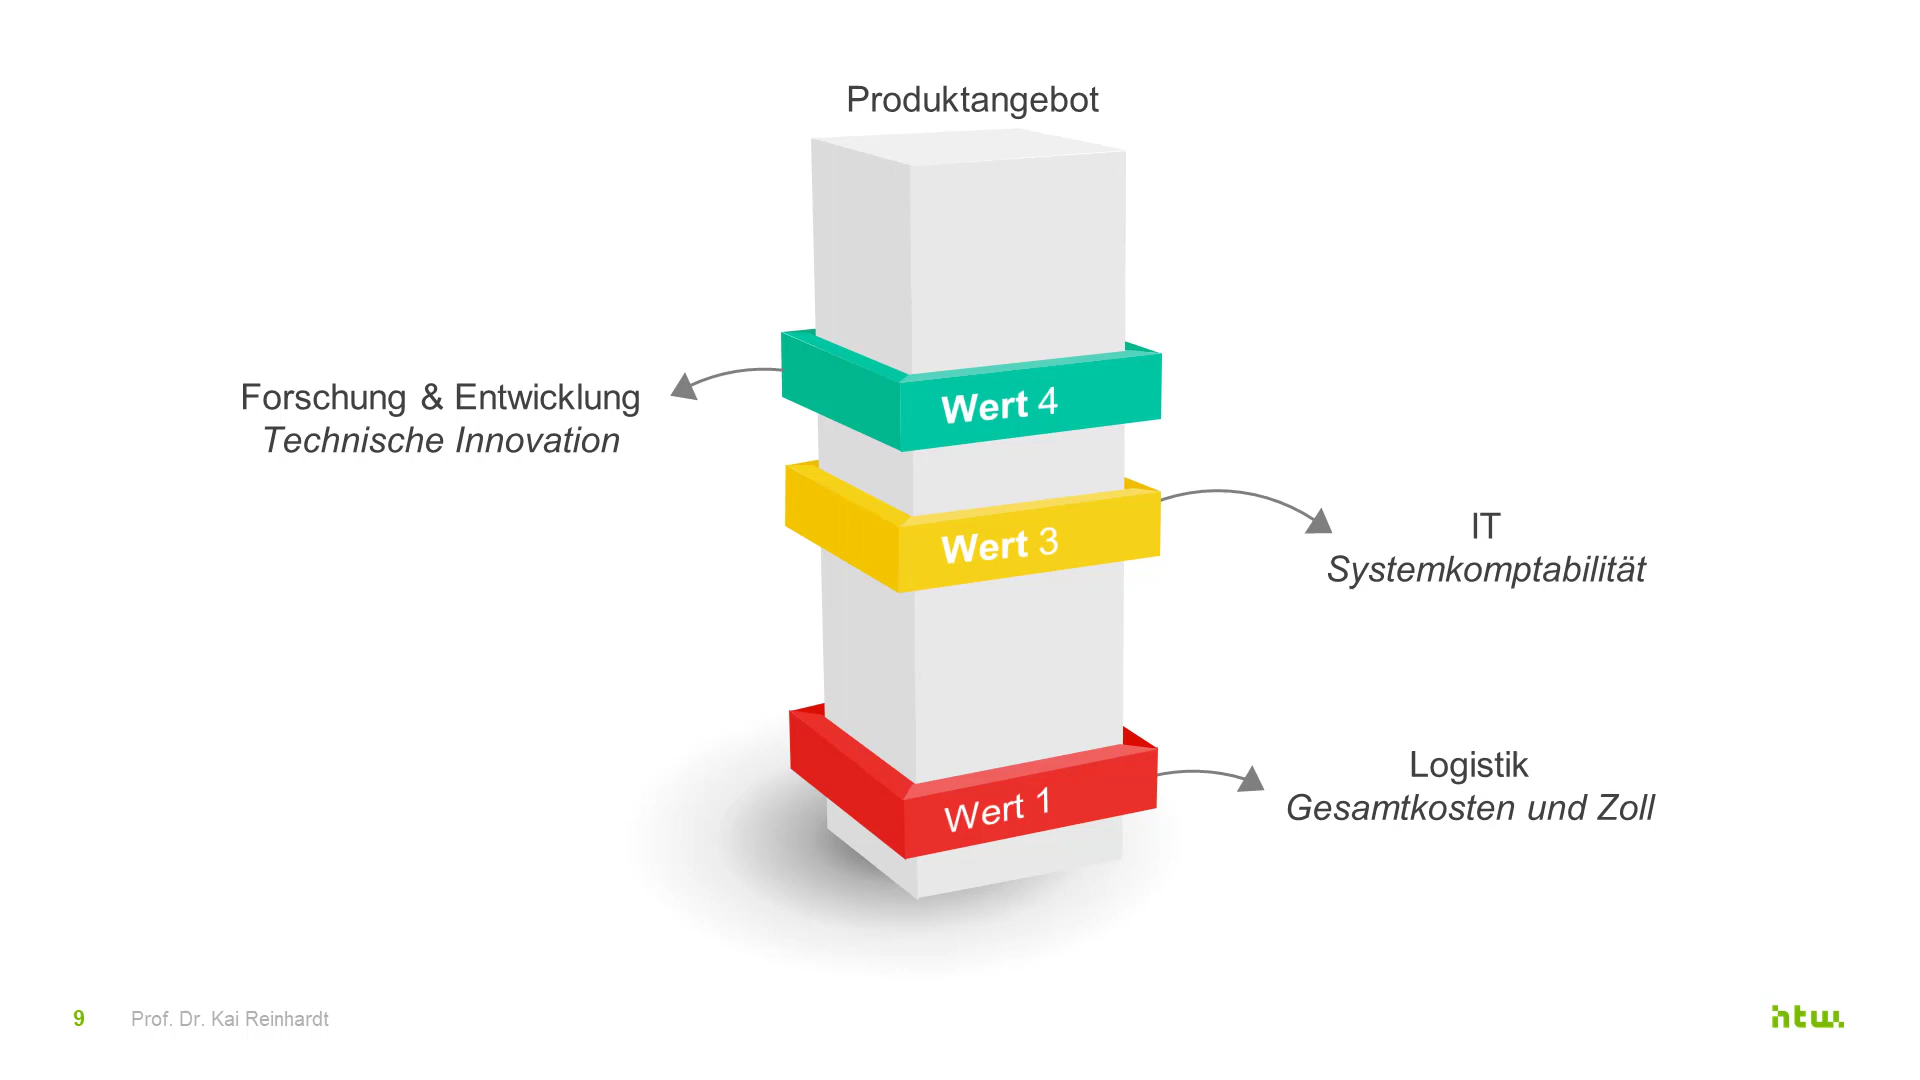 Produktangebot
Forschung & Entwicklung
Technische Innovation
Wert 4
Wert 3
IT
Systemkomptabilität
Wert 1
Logistik
Gesamtkosten und Zoll
9 Prof. Dr. Kai Reinhardt
htw.